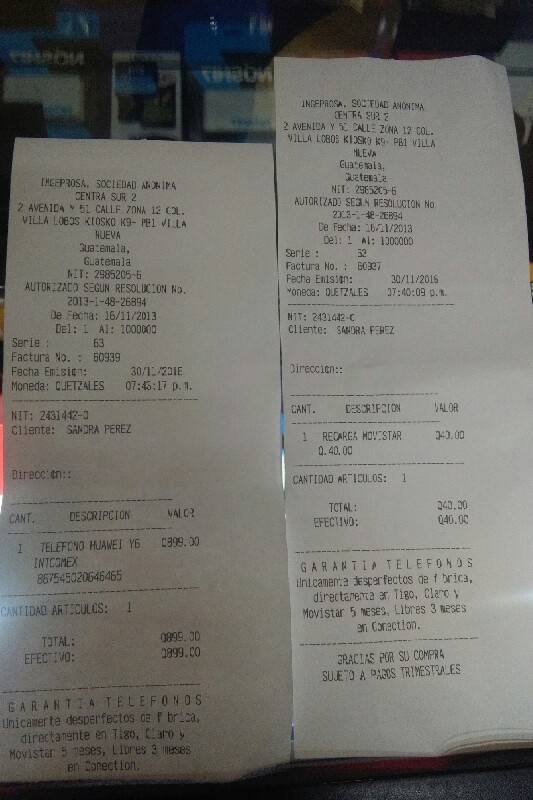 INGEPROSA, SOCIEDAD ANONIMA
CENTRA SUR 2
2 AVENIDA Y 51 CALLE ZONA 12 COL.
VILLA LOBOS KIOSKO K9- PB1 VILLA
NUEVA
Guatemala,
Guatemala
NIT: 2985205-6
AUTORIZADO SEGUN RESOLUCION No.
2013-1-48-26894
De Fecha: 16/11/2013
Del: 1 Al: 1000000
Serie : 63
Factura No. : 60939
Fecha Emision: 30/11/2016
Moneda: QUETZALES 07:43:17 p.m.
NIT: 2431442-0
Cliente: SANDRA PEREZ
Direccion::
CANT. DESCRIPCION VALOR
1 TELEFONO HUAWEI Y6 Q899.00
INTCOMEX
867545020646465
CANTIDAD ARTICULOS: 1
TOTAL: Q899.00
EFECTIVO: Q899.00
G A R A N T I A T E L E F O N O S
Unicamente desperfectos de f brica,
directamente en Tigo, Claro y
Movistar 5 meses, Libres 3 meses
en Conection.
INGEPROSA, SOCIEDAD ANONIMA
CENTRA SUR 2
2 AVENIDA Y 51 CALLE ZONA 12 COL.
VILLA LOBOS KIOSKO K9- PB1 VILLA
NUEVA
Guatemala,
Guatemala
NIT: 2985205-6
AUTORIZADO SEGUN RESOLUCION No.
2013-1-48-26894
De Fecha: 16/11/2013
Del: 1 Al: 1000000
Serie : 63
Factura No. : 60937
Fecha Emision: 30/11/2016
Moneda: QUETZALES 07:40:09 p.m.
NIT: 2431442-0
Cliente: SANDRA PEREZ
Direccion::
CANT. DESCRIPCION VALOR
1 RECARGA MOVISTAR Q40.00
Q.40.00
CANTIDAD ARTICULOS: 1
TOTAL: Q40.00
EFECTIVO: Q40.00
G A R A N T I A T E L E F O N O S
Unicamente desperfectos de f brica,
directamente en Tigo, Claro y
Movistar 5 meses, Libres 3 meses
en Conection.
GRACIAS POR SU COMPRA
SUJETO A PAGOS TRIMESTRALES